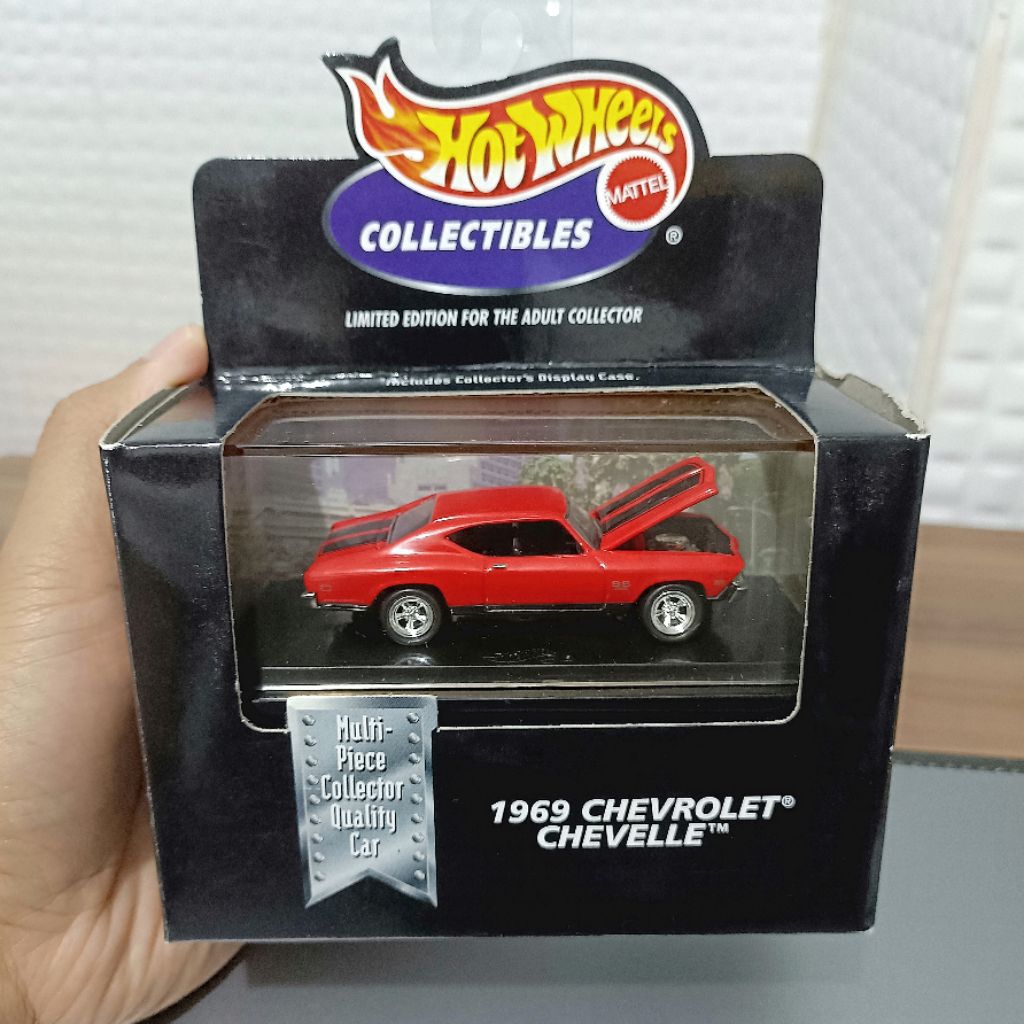 HOT WHEELS
MATTEL
COLLECTIBLES
®
LIMITED EDITION FOR THE ADULT COLLECTOR
Includes Collector's Display Case.
SS
Multi-
Piece
Collector
Quality
Car
1969 CHEVROLET®
CHEVELLE™